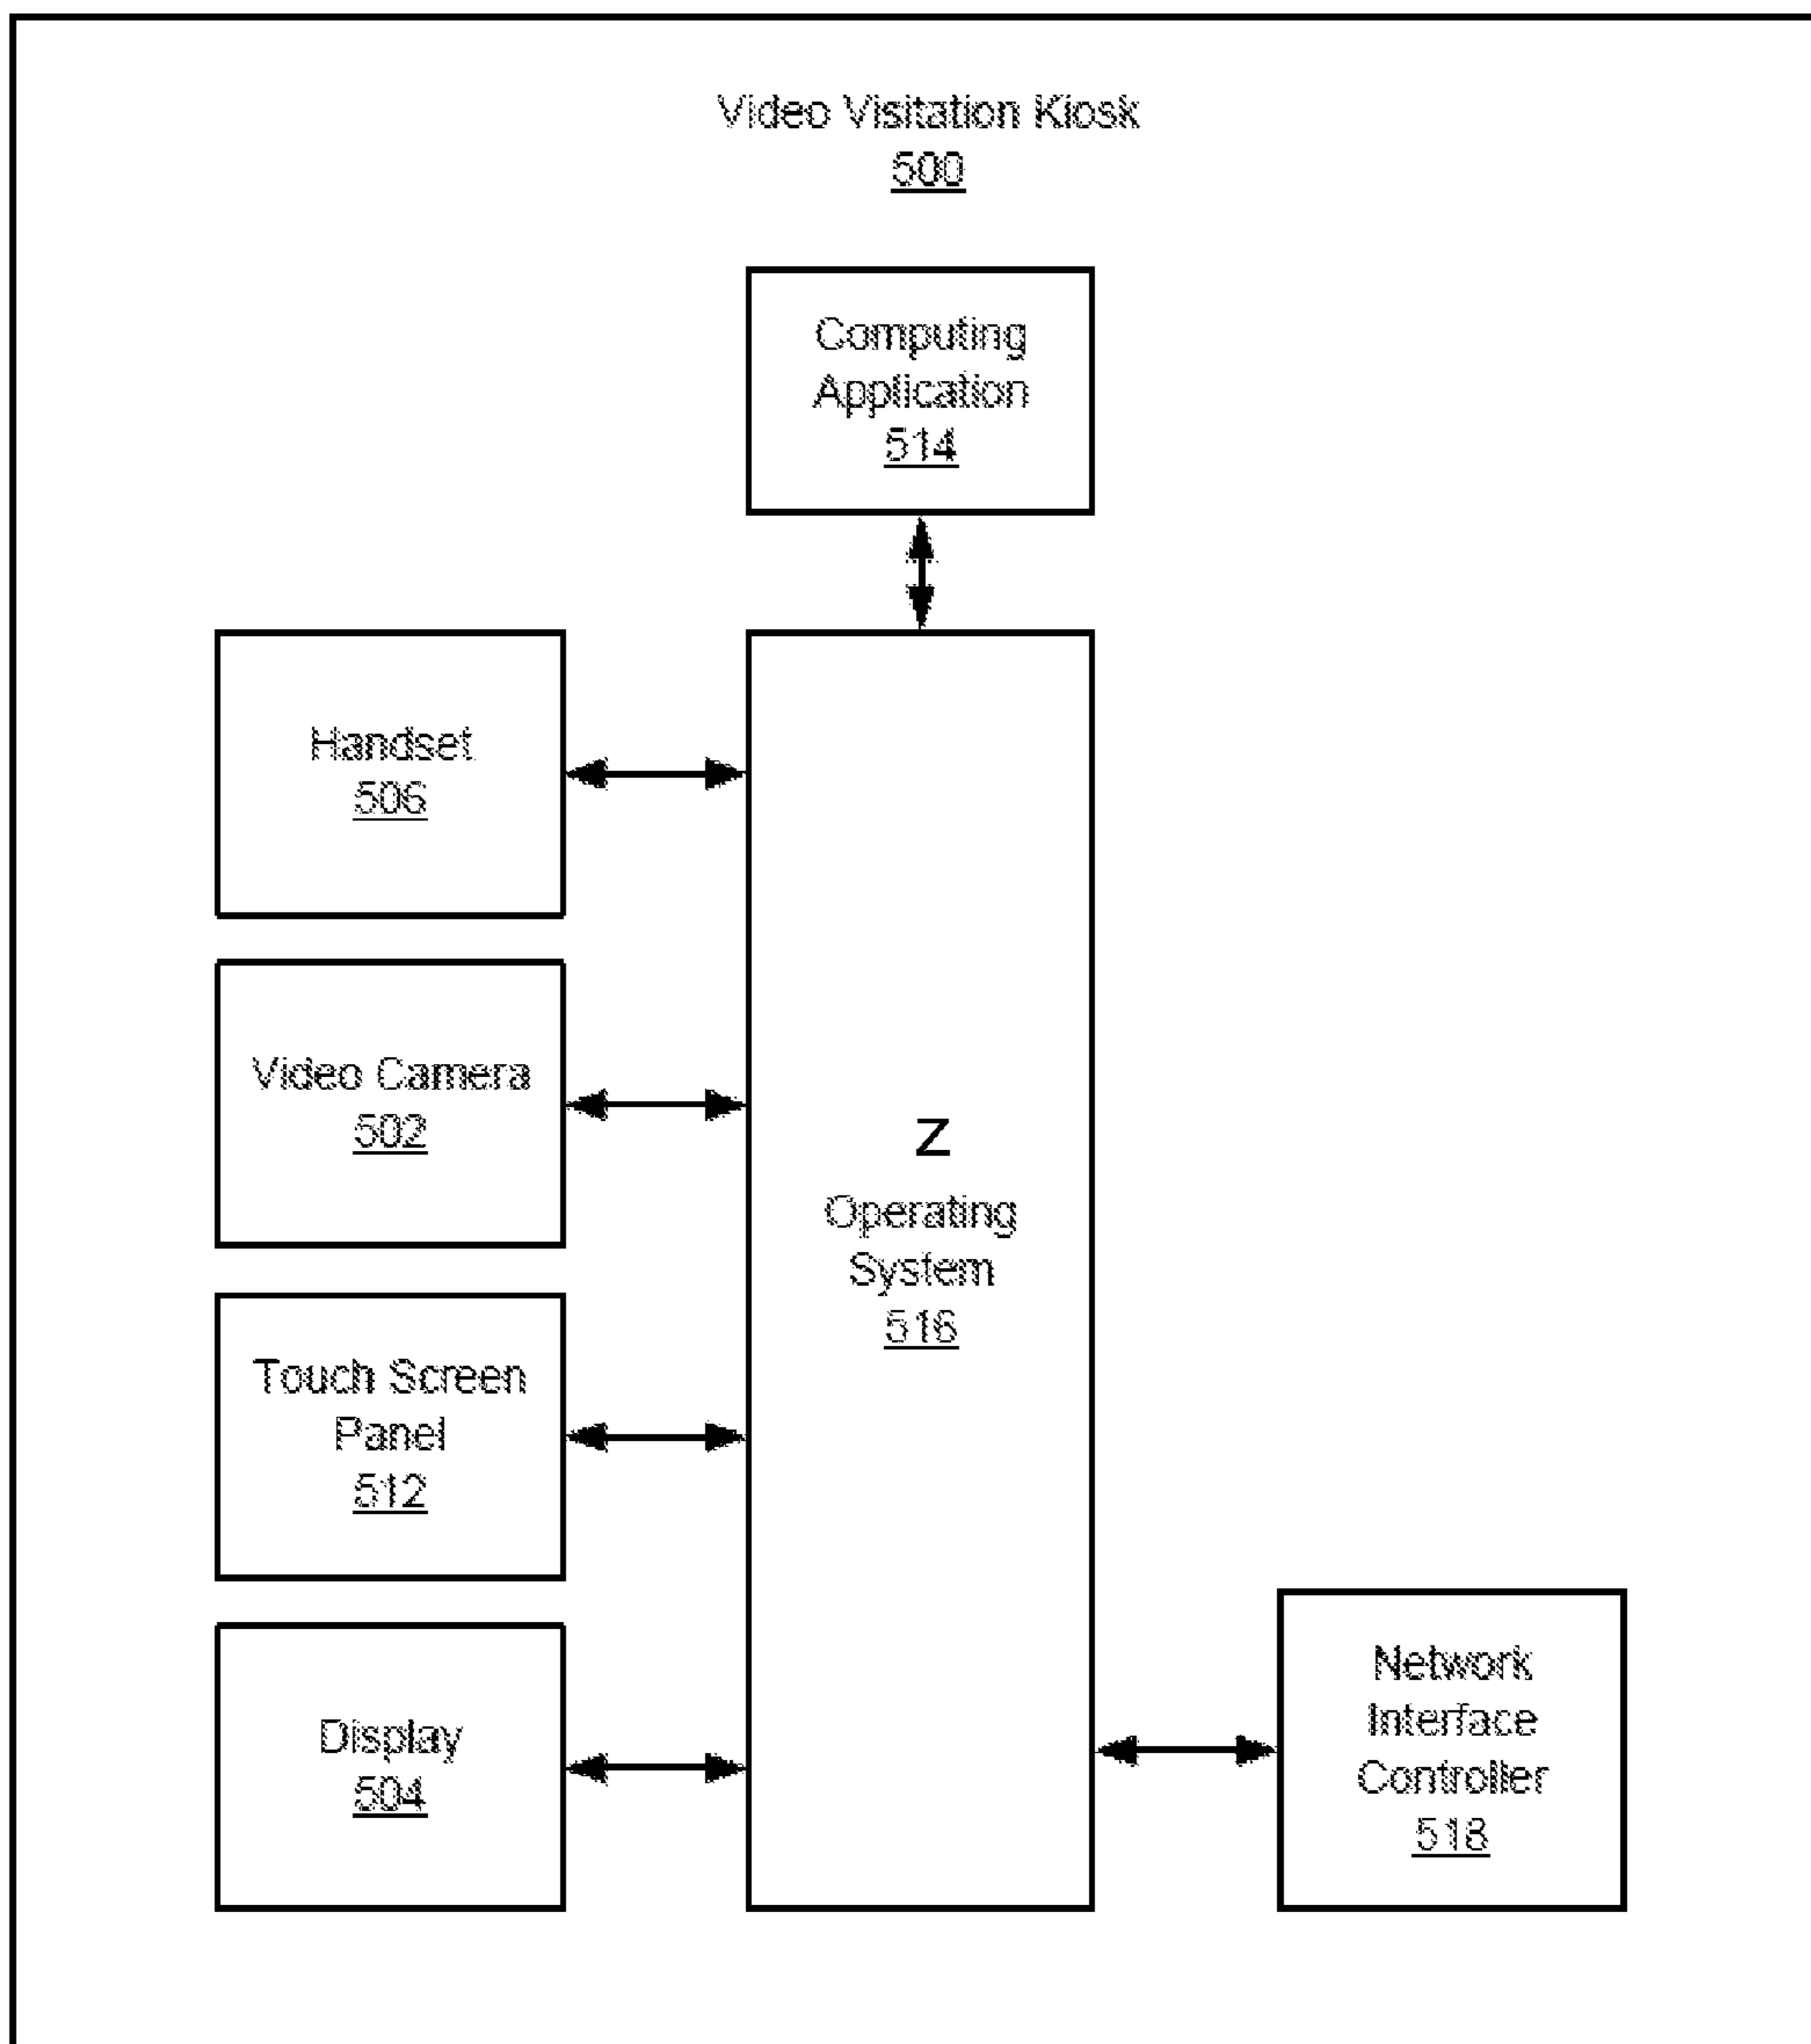 Video Visitation Kiosk
500
Computing
Application
514
Handset
506
Video Camera
502
Z
Operating
System
516
Touch Screen
Panel
512
Display
504
Network
Interface
Controller
518